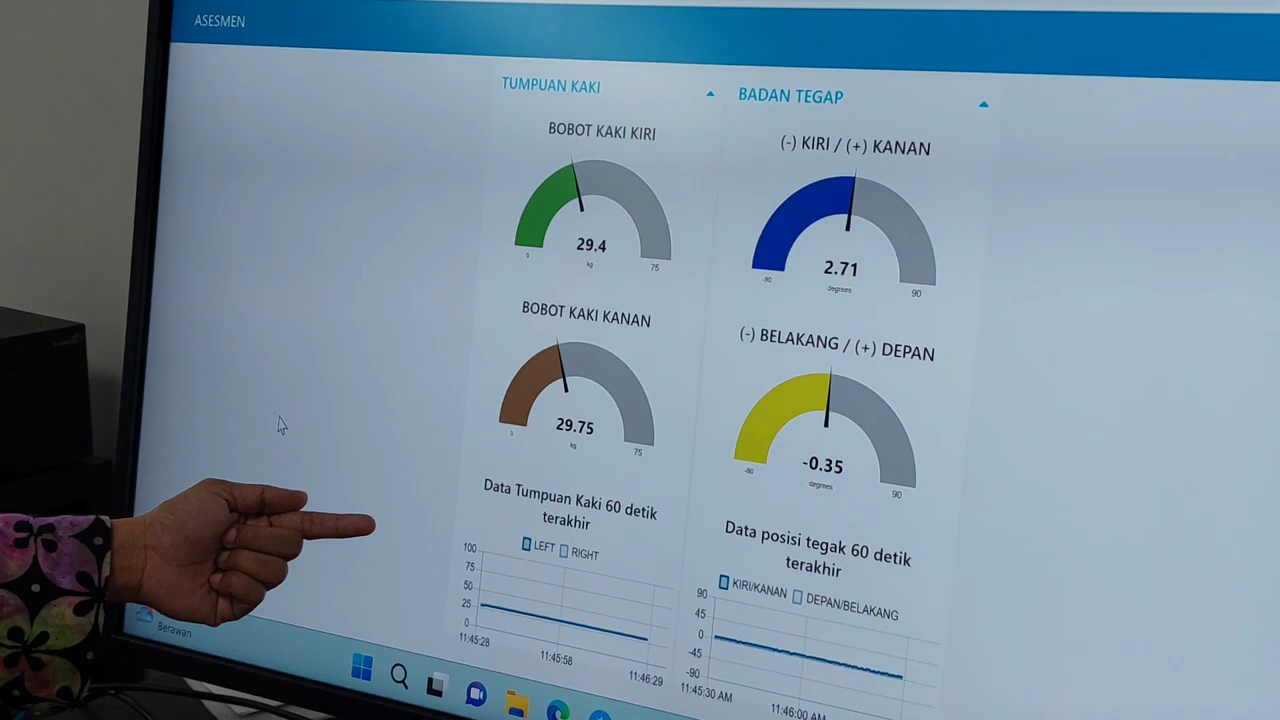 ASESMEN
TUMPUAN KAKI
BOBOT KAKI KIRI
29.4
kg
0
75
BOBOT KAKI KANAN
29.75
kg
0
75
Data Tumpuan Kaki 60 detik
terakhir
LEFT RIGHT
100
75
50
25
0
11:45:28
11:45:58
11:46:29
BADAN TEGAP
(-) KIRI / (+) KANAN
2.71
degrees
-90
90
(-) BELAKANG / (+) DEPAN
-0.35
degrees
-90
90
Data posisi tegak 60 detik
terakhir
KIRI/KANAN DEPAN/BELAKANG
90
45
0
-45
-90
11:45:30 AM
11:46:00 AM
Berawan